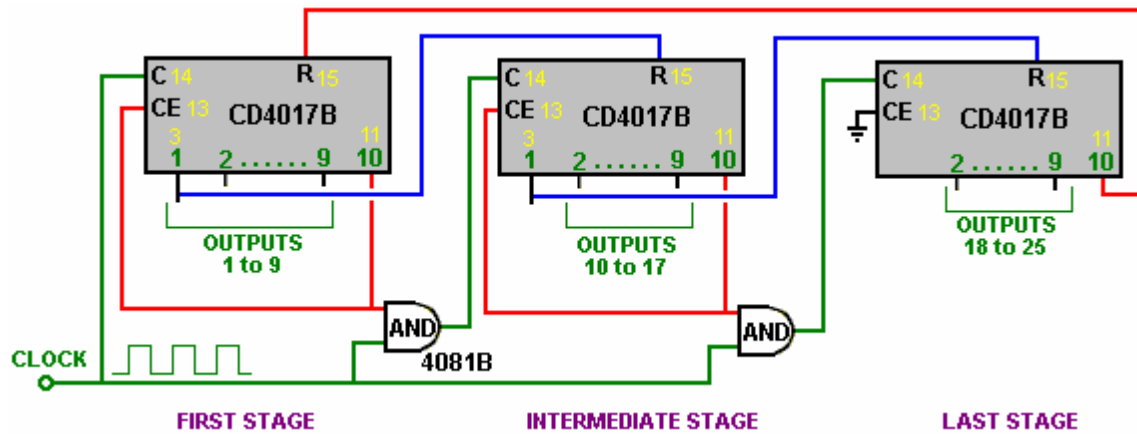 C 14
R 15
CE 13
CD4017B
3
11
1
2 ...... 9
10
OUTPUTS
1 to 9
C 14
R 15
CE 13
CD4017B
3
11
1
2 ...... 9
10
OUTPUTS
10 to 17
C 14
R 15
CE 13
CD4017B
11
2 ...... 9
10
OUTPUTS
18 to 25
AND
4081B
AND
CLOCK
FIRST STAGE
INTERMEDIATE STAGE
LAST STAGE